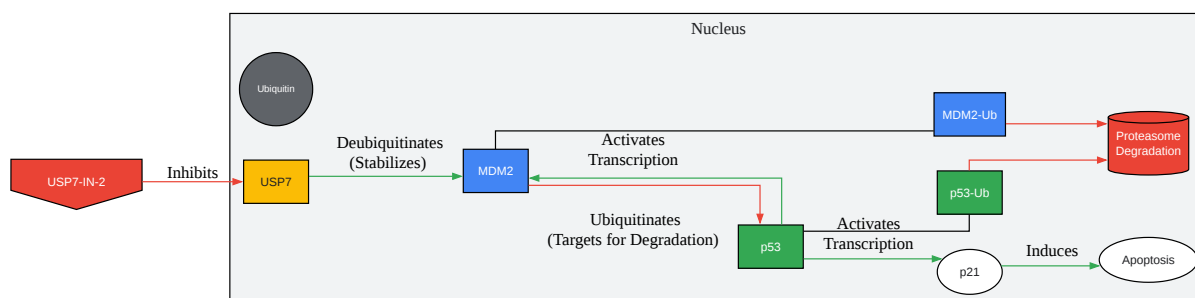 Nucleus
Ubiquitin
USP7-IN-2
Inhibits
USP7
Deubiquitinates
(Stabilizes)
MDM2
Activates
Transcription
MDM2-Ub
Proteasome
Degradation
Ubiquitinates
(Targets for Degradation)
p53
p53-Ub
Activates
Transcription
p21
Induces
Apoptosis